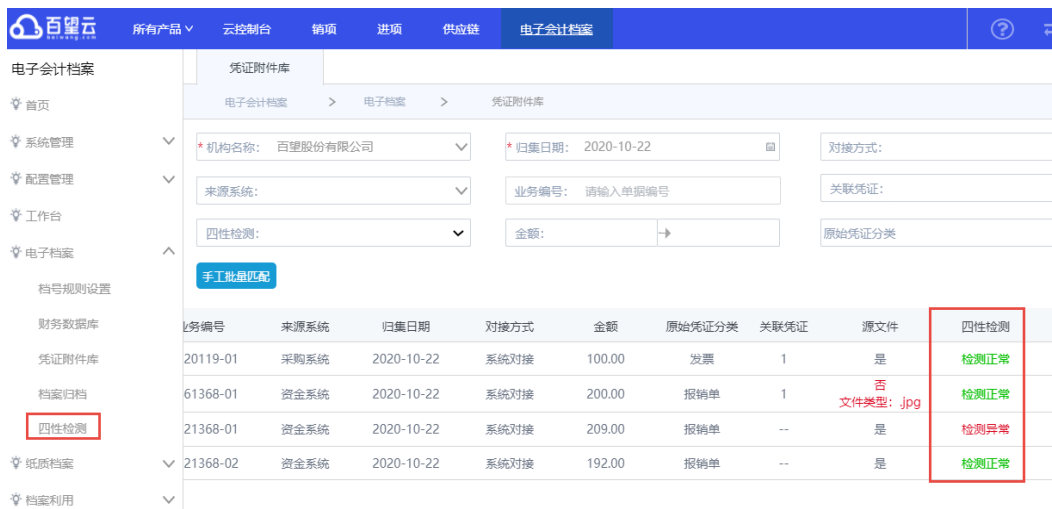 百望云
baiwang.com
所有产品 云控制台 销项 进项 供应链 电子会计档案
电子会计档案
首页
系统管理
配置管理
工作台
电子档案
档号规则设置
财务数据库
凭证附件库
档案归档
四性检测
纸质档案
档案利用
凭证附件库
电子会计档案 > 电子档案 > 凭证附件库
* 机构名称: 百望股份有限公司 * 归集日期: 2020-10-22 对接方式:
来源系统: 业务编号: 请输入单据编号 关联凭证:
四性检测: 金额: 原始凭证分类
手工批量匹配
业务编号 来源系统 归集日期 对接方式 金额 原始凭证分类 关联凭证 源文件 四性检测
20119-01 采购系统 2020-10-22 系统对接 100.00 发票 1 是 检测正常
61368-01 资金系统 2020-10-22 系统对接 200.00 报销单 1 否 检测正常
文件类型: .jpg
21368-01 资金系统 2020-10-22 系统对接 209.00 报销单 -- 是 检测异常
21368-02 资金系统 2020-10-22 系统对接 192.00 报销单 -- 是 检测正常